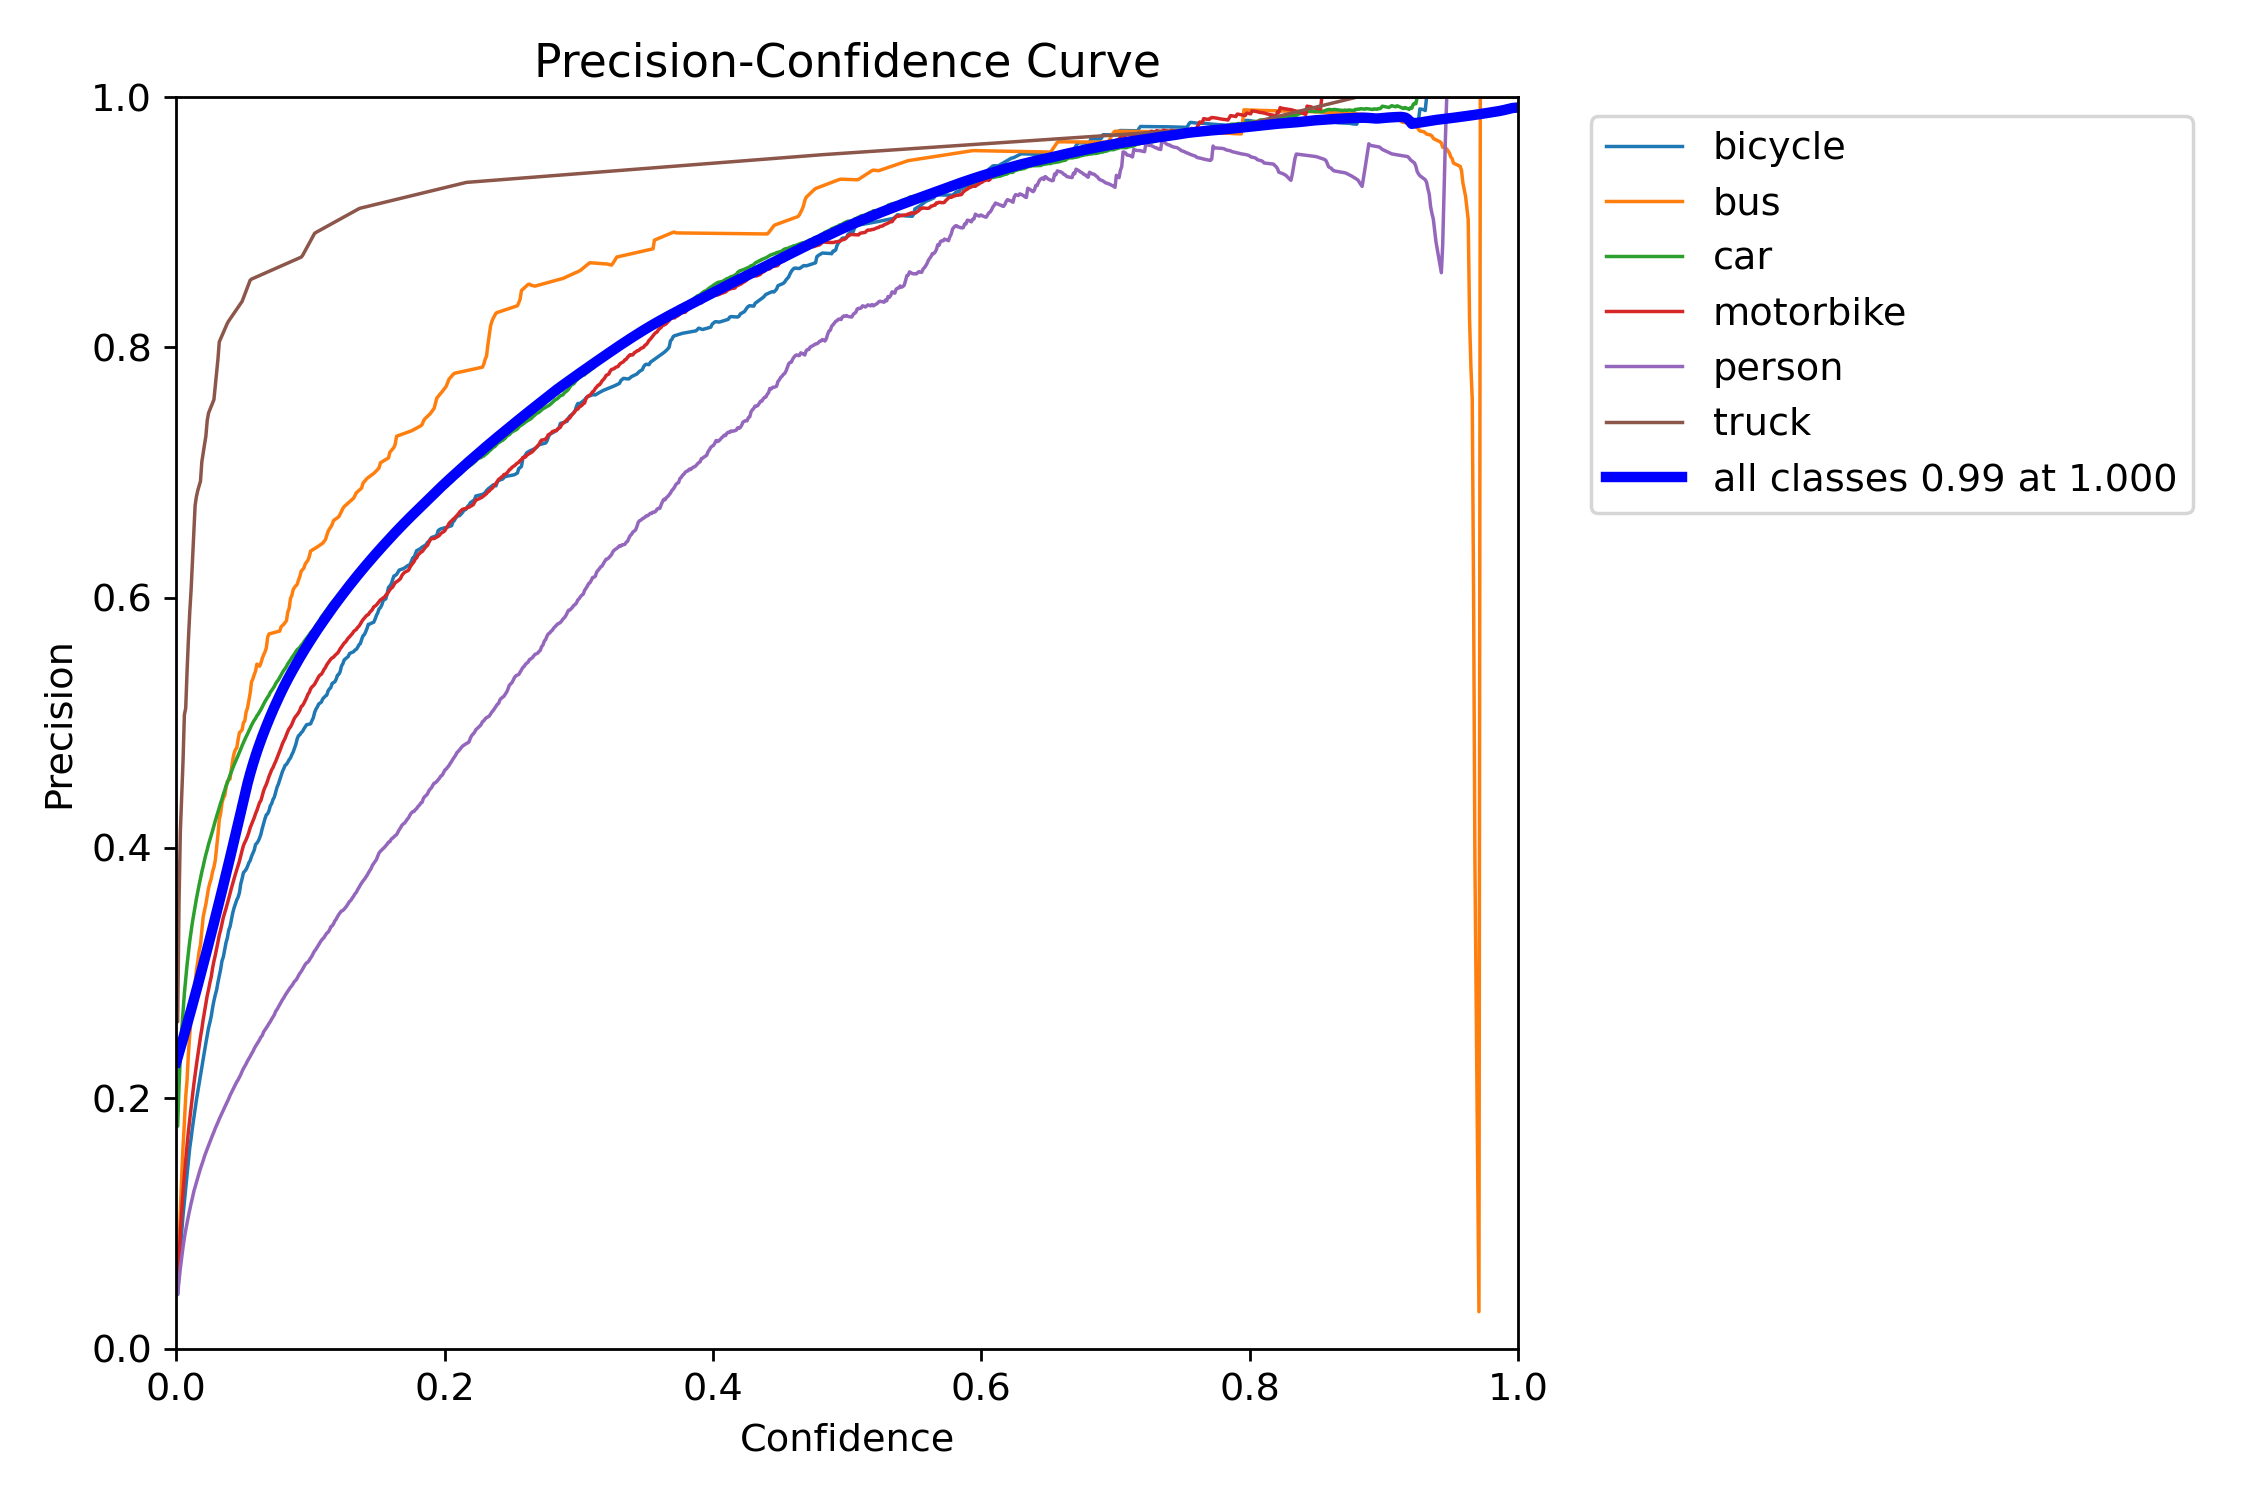 Precision-Confidence Curve
1.0
0.8
0.6
0.4
0.2
0.0
Precision
0.0 0.2 0.4 0.6 0.8 1.0
Confidence
bicycle
bus
car
motorbike
person
truck
all classes 0.99 at 1.000